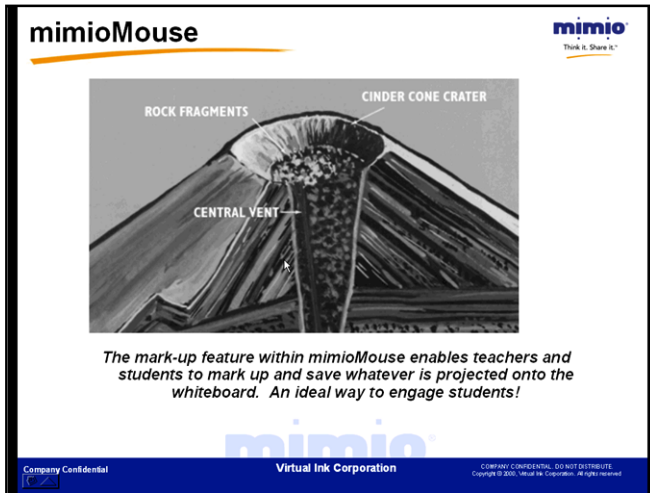 mimioMouse
mimio
Think it. Share it.™
CINDER CONE CRATER
ROCK FRAGMENTS
CENTRAL VENT
The mark-up feature within mimioMouse enables teachers and
students to mark up and save whatever is projected onto the
whiteboard. An ideal way to engage students!
mimio
Company Confidential
Virtual Ink Corporation
COMPANY CONFIDENTIAL. DO NOT DISTRIBUTE.
Copyright © 2000, Virtual Ink Corporation. All rights reserved